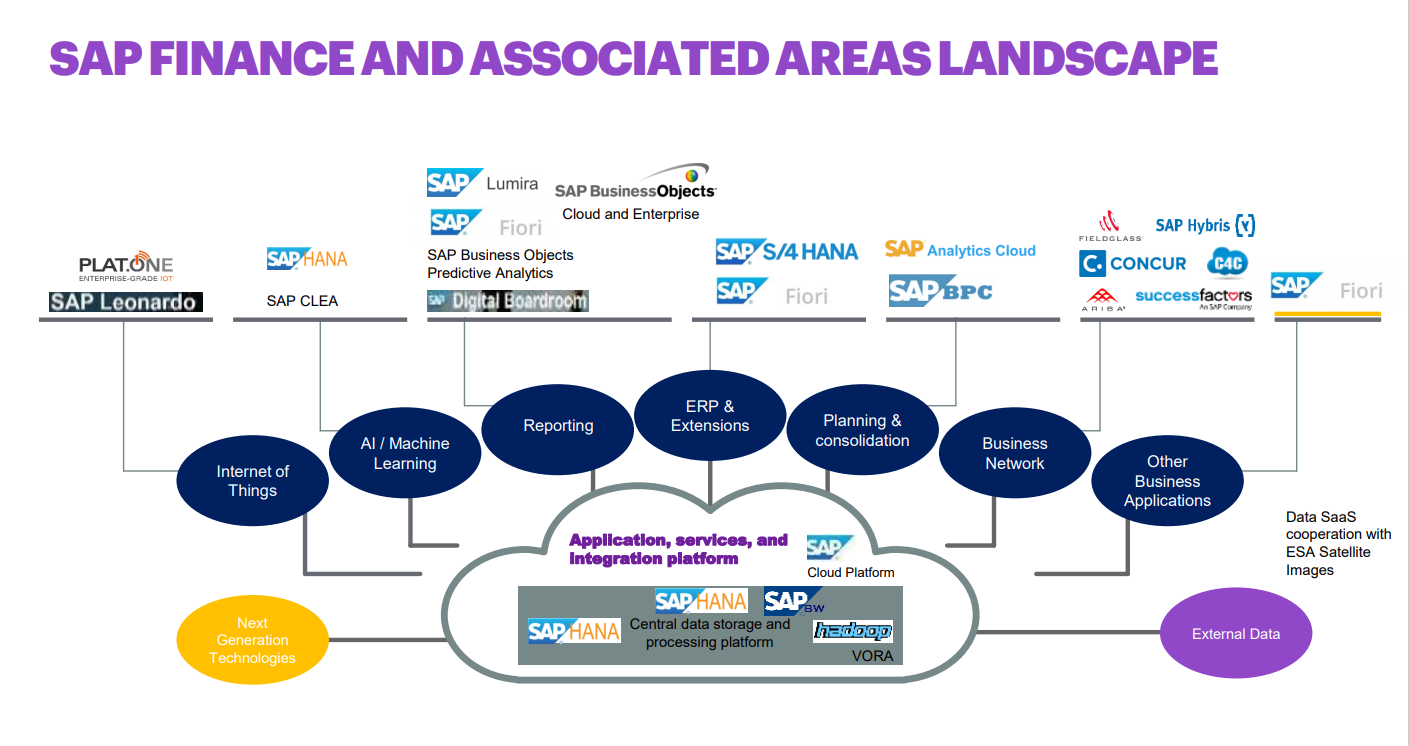 SAP FINANCE AND ASSOCIATED AREAS LANDSCAPE
PLAT.ONE
ENTERPRISE-GRADE IOT
SAP Leonardo
SAP HANA
SAP CLEA
SAP Lumira
SAP BusinessObjects
Cloud and Enterprise
SAP Fiori
SAP Business Objects
Predictive Analytics
SAP Digital Boardroom
SAP S/4 HANA
SAP Fiori
SAP Analytics Cloud
SAP BPC
FIELDGLASS
SAP Hybris (Y)
C. CONCUR
C4C
ARIBA
successfactors
An SAP Company
SAP Fiori
Internet of
Things
AI / Machine
Learning
Reporting
ERP &
Extensions
Planning &
consolidation
Business
Network
Other
Business
Applications
Data SaaS
cooperation with
ESA Satellite
Images
Application, services, and
integration platform
SAP
Cloud Platform
SAP HANA
SAP BW
SAP HANA
Central data storage and
processing platform
hadoop
VORA
Next
Generation
Technologies
External Data